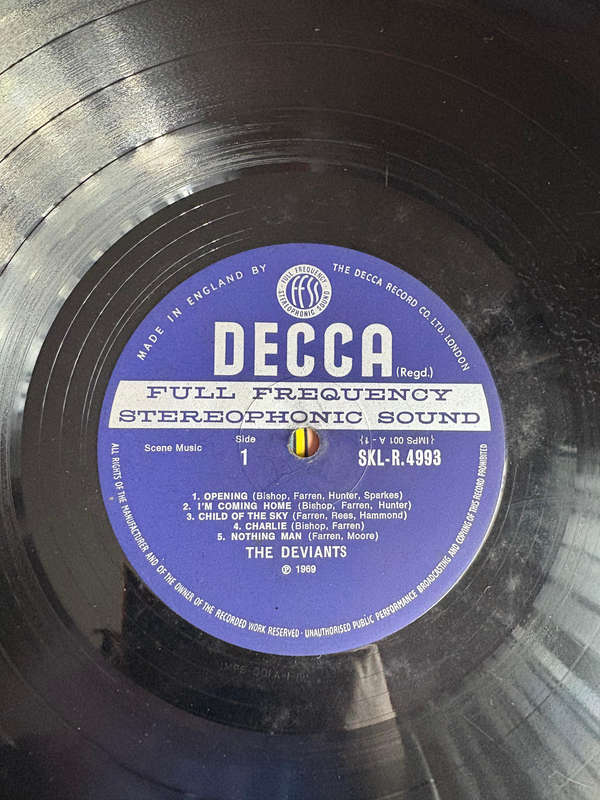 MADE IN ENGLAND BY
THE DECCA RECORD CO. LTD. LONDON
FULL FREQUENCY
FFSS
STEREOPHONIC SOUND
DECCA (Regd.)
FULL FREQUENCY
STEREOPHONIC SOUND
Scene Music
Side
1
{IMPS 001 A - 1}
SKL-R.4993
1. OPENING (Bishop, Farren, Hunter, Sparkes)
2. I'M COMING HOME (Bishop, Farren, Hunter)
3. CHILD OF THE SKY (Farren, Rees, Hammond)
4. CHARLIE (Bishop, Farren)
5. NOTHING MAN (Farren, Moore)
THE DEVIANTS
℗ 1969
ALL RIGHTS OF THE MANUFACTURER AND OF THE OWNER OF THE RECORDED WORK RESERVED · UNAUTHORISED PUBLIC PERFORMANCE BROADCASTING AND COPYING OF THIS RECORD PROHIBITED